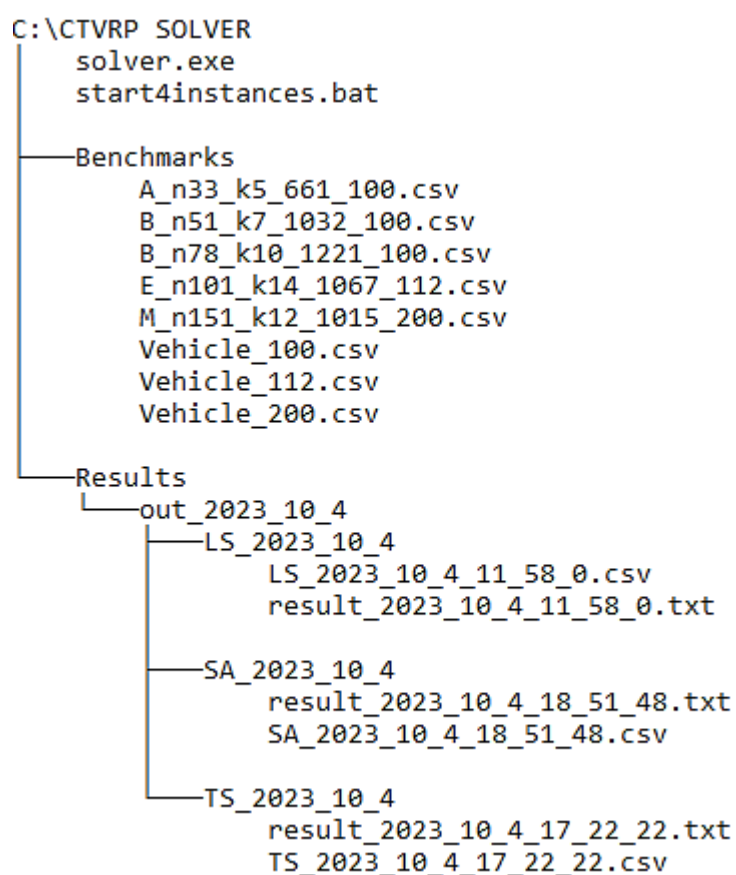 C:\CTVRP SOLVER
solver.exe
start4instances.bat
Benchmarks
A_n33_k5_661_100.csv
B_n51_k7_1032_100.csv
B_n78_k10_1221_100.csv
E_n101_k14_1067_112.csv
M_n151_k12_1015_200.csv
Vehicle_100.csv
Vehicle_112.csv
Vehicle_200.csv
Results
out_2023_10_4
LS_2023_10_4
LS_2023_10_4_11_58_0.csv
result_2023_10_4_11_58_0.txt
SA_2023_10_4
result_2023_10_4_18_51_48.txt
SA_2023_10_4_18_51_48.csv
TS_2023_10_4
result_2023_10_4_17_22_22.txt
TS_2023_10_4_17_22_22.csv